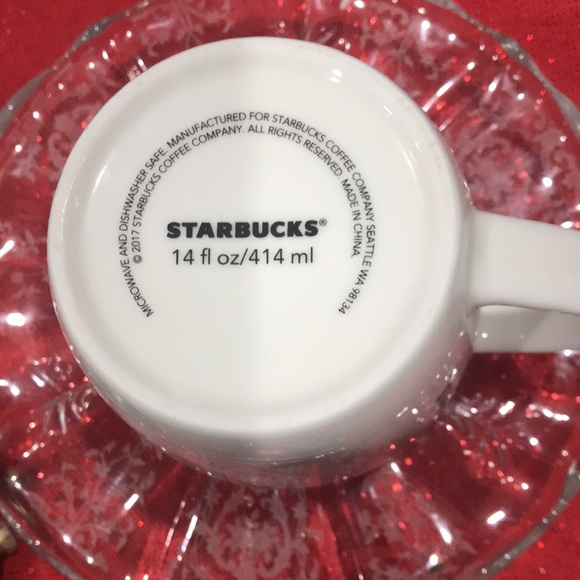 MICROWAVE AND DISHWASHER SAFE. MANUFACTURED FOR STARBUCKS COFFEE COMPANY SEATTLE WA 98134
© 2017 STARBUCKS COFFEE COMPANY. ALL RIGHTS RESERVED. MADE IN CHINA
STARBUCKS®
14 fl oz/414 ml